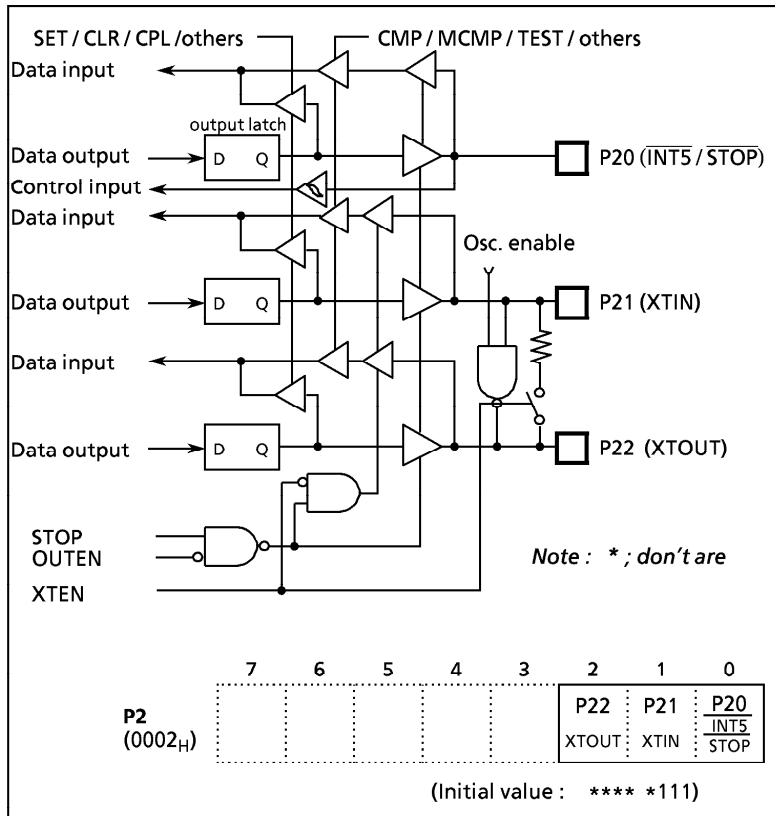 SET / CLR / CPL /others
CMP / MCMP / TEST / others
Data input
output latch
Data output
D Q
P20 (INT5 / STOP)
Control input
Data input
Osc. enable
Data output
D Q
P21 (XTIN)
Data input
Data output
D Q
P22 (XTOUT)
STOP
OUTEN
XTEN
Note : * ; don't are
7 6 5 4 3 2 1 0
P2
(0002H)
P22 P21 P20
INT5
XTOUT XTIN STOP
(Initial value : **** *111)